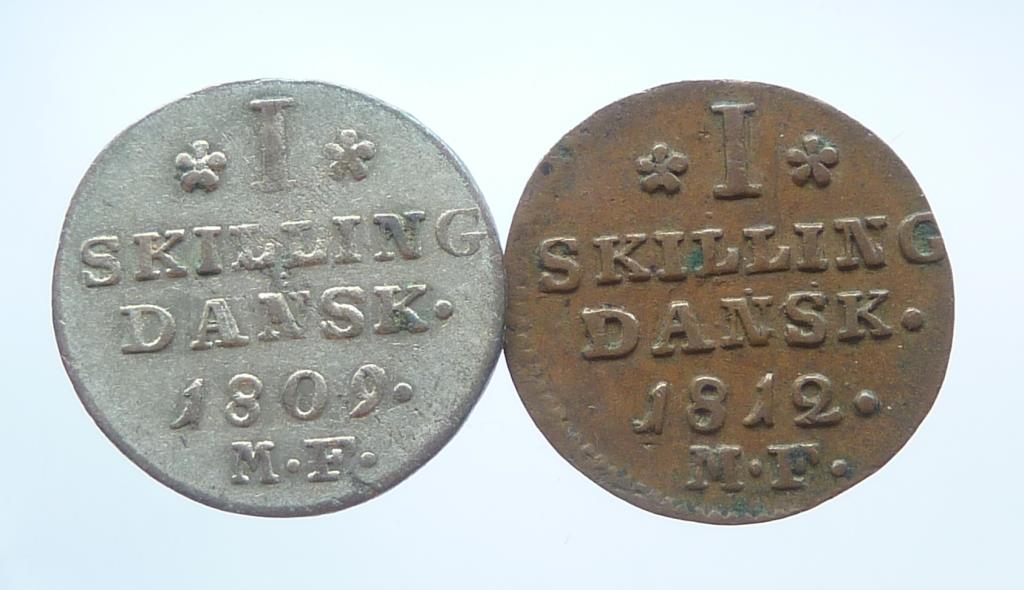 I
SKILLING
DANSK.
1809.
M.F.
I
SKILLING
DANSK.
1812.
M.F.